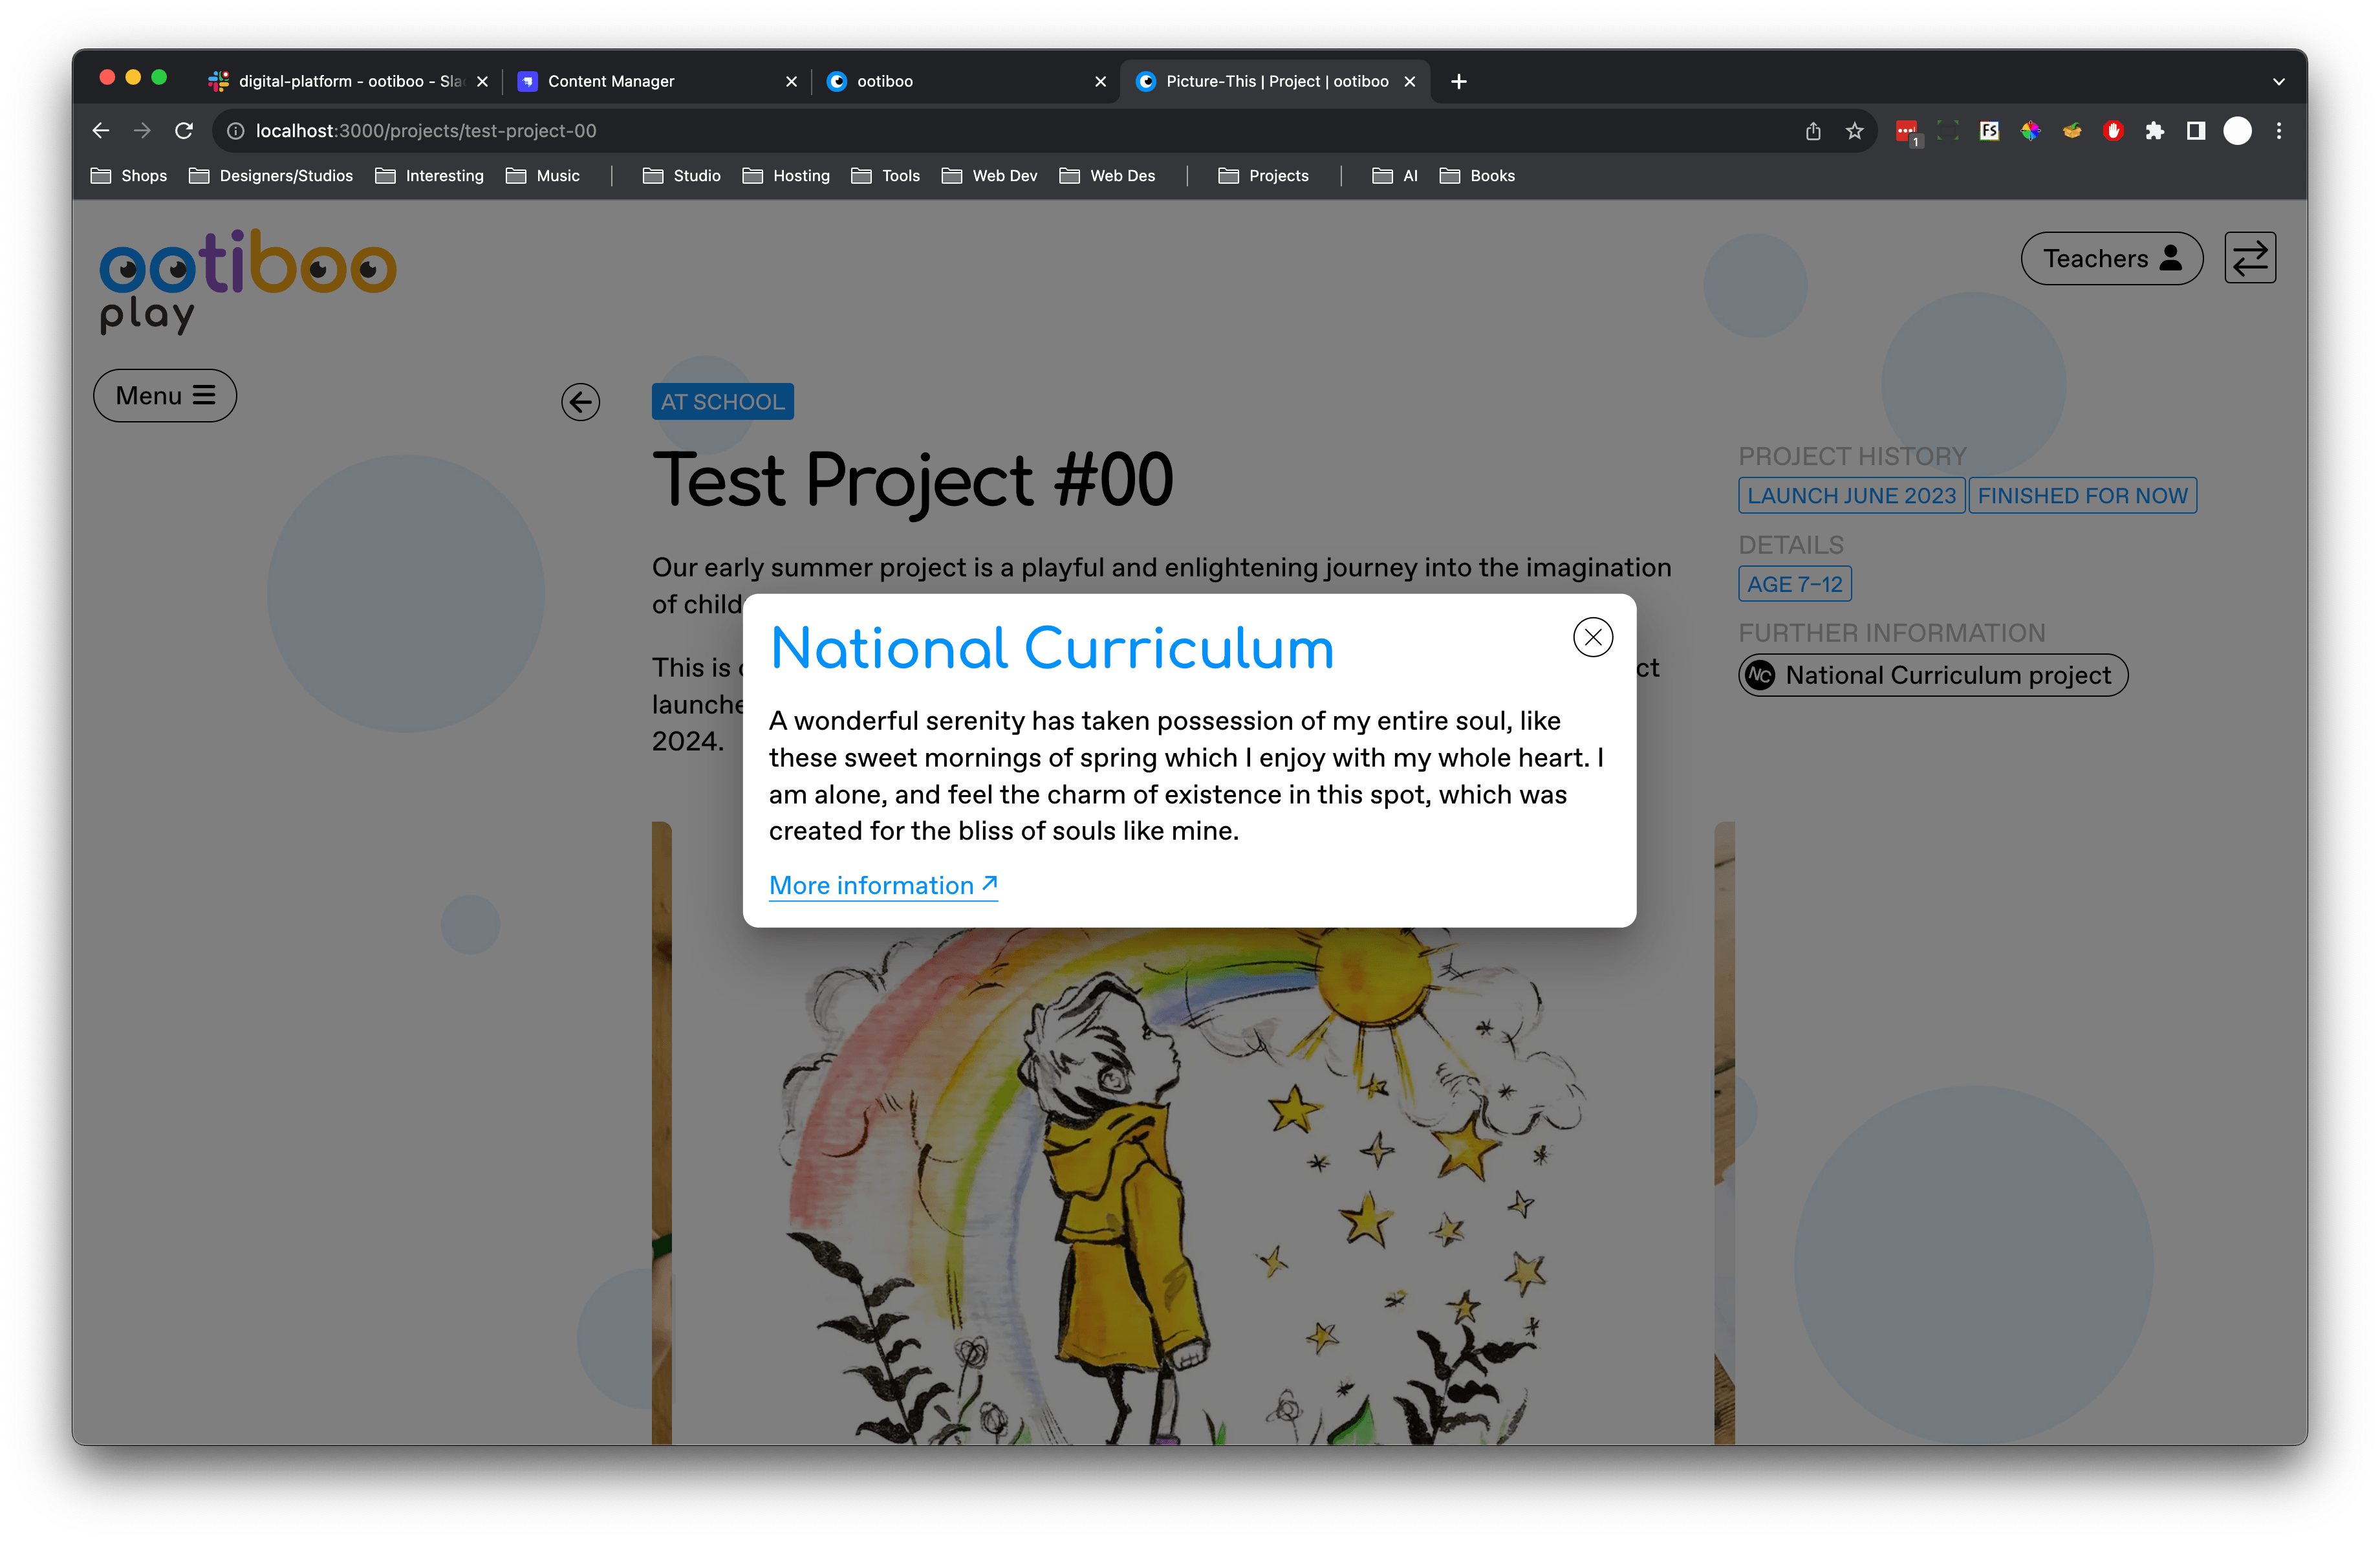 digital-platform - ootiboo - Sla
Content Manager
ootiboo
Picture-This | Project | ootiboo
localhost:3000/projects/test-project-00
1
FS
Shops
Designers/Studios
Interesting
Music
Studio
Hosting
Tools
Web Dev
Web Des
Projects
AI
Books
ootiboo
play
Teachers
Menu
AT SCHOOL
Test Project #00
Our early summer project is a playful and enlightening journey into the imagination
of child
This is
ct
launche
2024.
PROJECT HISTORY
LAUNCH JUNE 2023
FINISHED FOR NOW
DETAILS
AGE 7–12
FURTHER INFORMATION
NC
National Curriculum project
National Curriculum
A wonderful serenity has taken possession of my entire soul, like
these sweet mornings of spring which I enjoy with my whole heart. I
am alone, and feel the charm of existence in this spot, which was
created for the bliss of souls like mine.
More information ↗